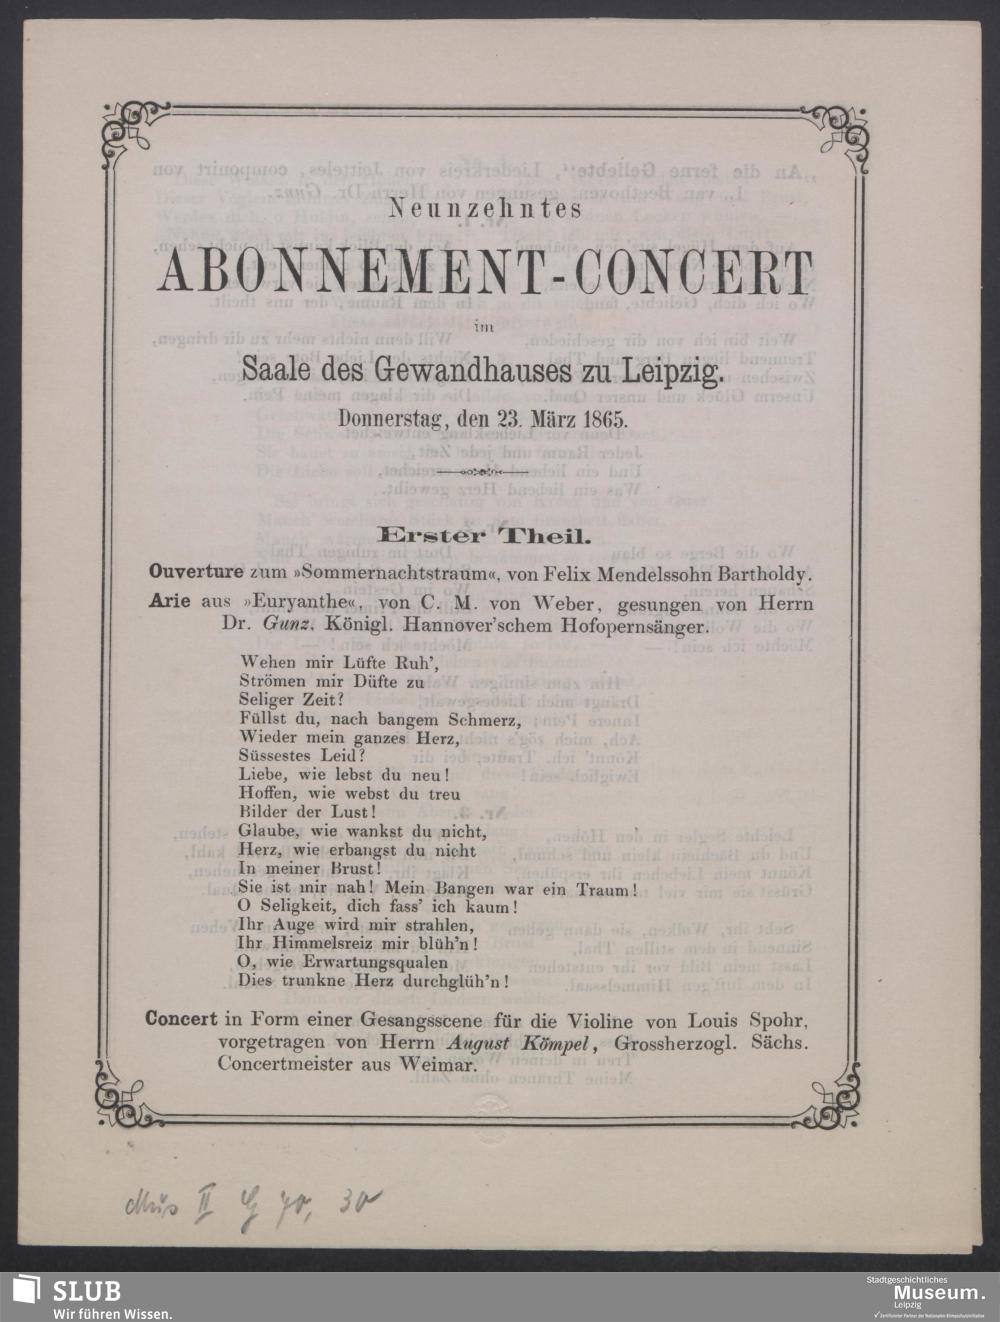 Neunzehntes
ABONNEMENT-CONCERT
im
Saale des Gewandhauses zu Leipzig.
Donnerstag, den 23. März 1865.
Erster Theil.
Ouverture zum »Sommernachtstraum«, von Felix Mendelssohn Bartholdy.
Arie aus »Euryanthe«, von C. M. von Weber, gesungen von Herrn
Dr. Gunz, Königl. Hannover'schem Hofopernsänger.
Wehen mir Lüfte Ruh',
Strömen mir Düfte zu
Seliger Zeit?
Füllst du, nach bangem Schmerz,
Wieder mein ganzes Herz,
Süssestes Leid?
Liebe, wie lebst du neu!
Hoffen, wie webst du treu
Bilder der Lust!
Glaube, wie wankst du nicht,
Herz, wie erbangst du nicht
In meiner Brust!
Sie ist mir nah! Mein Bangen war ein Traum!
O Seligkeit, dich fass' ich kaum!
Ihr Auge wird mir strahlen,
Ihr Himmelsreiz mir blüh'n!
O, wie Erwartungsqualen
Dies trunkne Herz durchglüh'n!
Concert in Form einer Gesangsscene für die Violine von Louis Spohr,
vorgetragen von Herrn August Kömpel, Grossherzogl. Sächs.
Concertmeister aus Weimar.
Mus II G 70, 30
SLUB
Wir führen Wissen.
Stadtgeschichtliches
Museum.
Leipzig